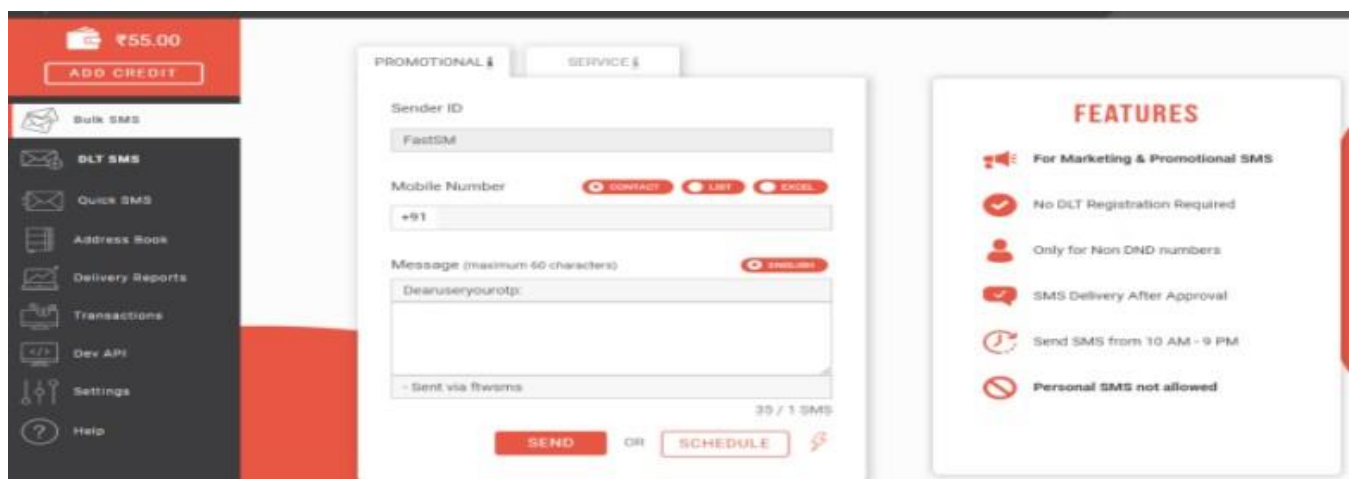 ₹55.00
ADD CREDIT
Bulk SMS
DLT SMS
Quick SMS
Address Book
Delivery Reports
Transactions
Dev API
Settings
Help
PROMOTIONAL
SERVICE
Sender ID
FastSM
Mobile Number
CONTACT LIST EXCEL
+91
Message (maximum 60 characters)
ENGLISH
Dearuseryourotp:
- Sent via ftwsms
35 / 1 SMS
SEND OR SCHEDULE
FEATURES
For Marketing & Promotional SMS
No DLT Registration Required
Only for Non DND numbers
SMS Delivery After Approval
Send SMS from 10 AM - 9 PM
Personal SMS not allowed